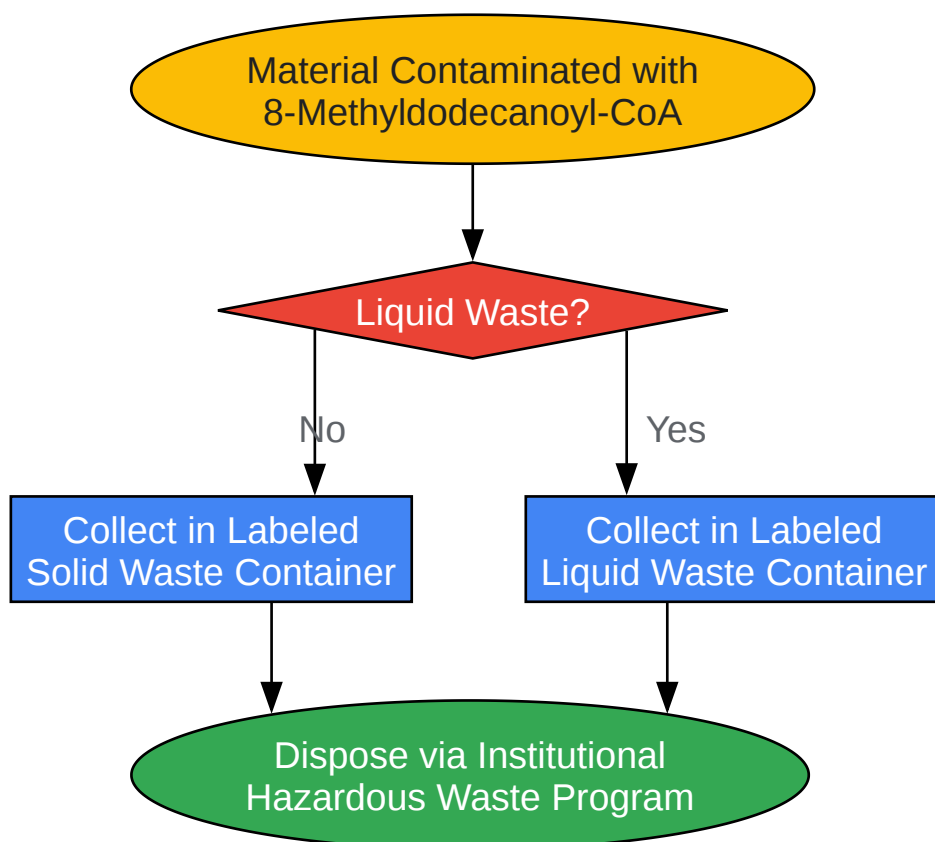 Material Contaminated with
8-Methyldodecanoyl-CoA
Liquid Waste?
No
Yes
Collect in Labeled
Solid Waste Container
Collect in Labeled
Liquid Waste Container
Dispose via Institutional
Hazardous Waste Program